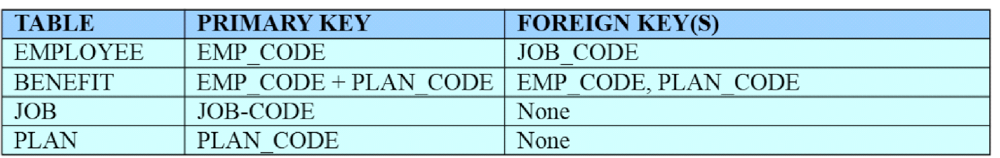 TABLE PRIMARY KEY FOREIGN KEY(S)
EMPLOYEE EMP_CODE JOB_CODE
BENEFIT EMP_CODE + PLAN_CODE EMP_CODE, PLAN_CODE
JOB JOB-CODE None
PLAN PLAN_CODE None